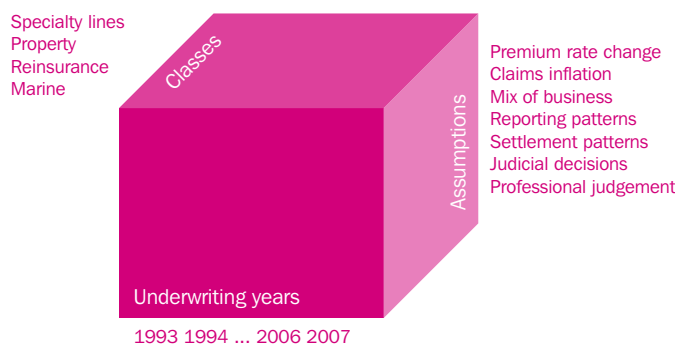 Specialty lines
Property
Reinsurance
Marine
Classes
Premium rate change
Claims inflation
Mix of business
Reporting patterns
Settlement patterns
Judicial decisions
Professional judgement
Assumptions
Underwriting years
1993 1994 ... 2006 2007